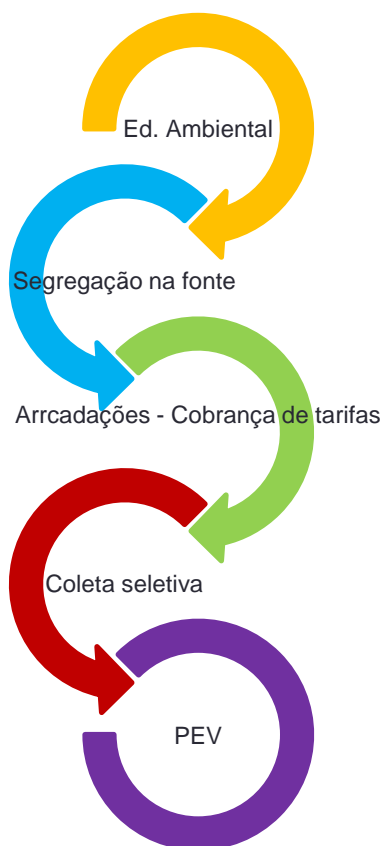 Ed. Ambiental
Segregação na fonte
Arrcadações - Cobrança de tarifas
Coleta seletiva
PEV